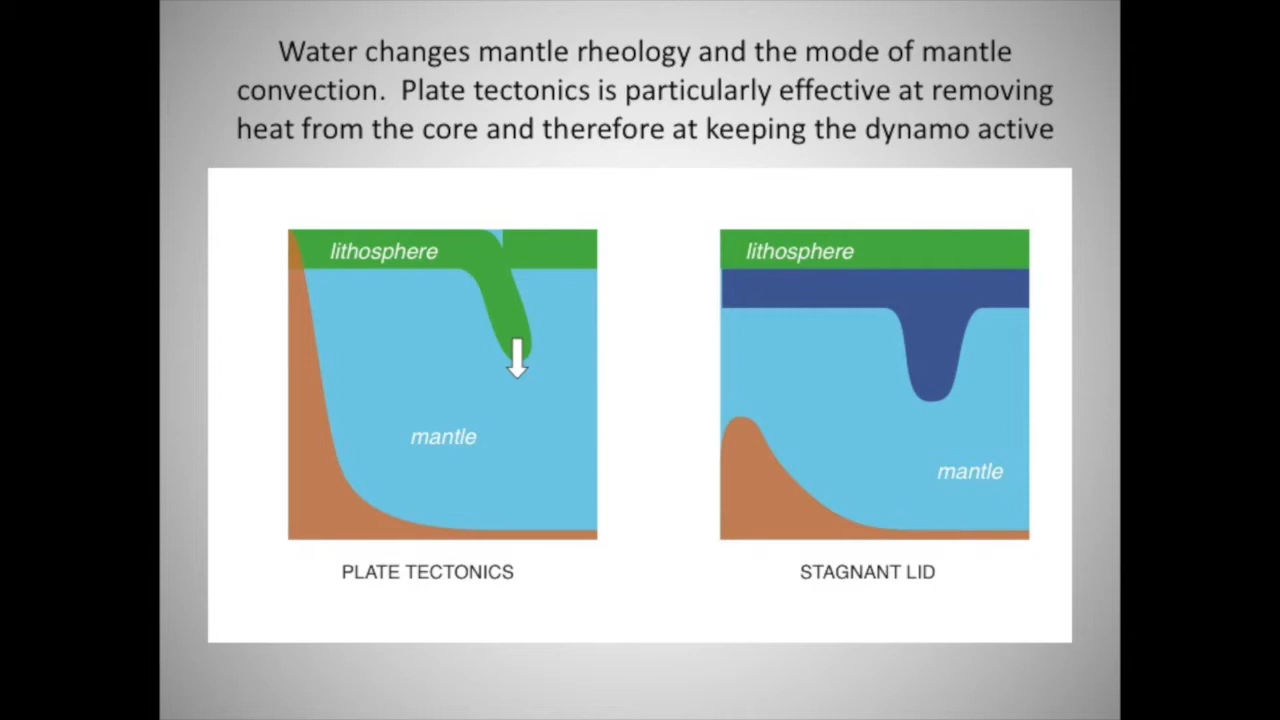 Water changes mantle rheology and the mode of mantle
convection.  Plate tectonics is particularly effective at removing
heat from the core and therefore at keeping the dynamo active
lithosphere
mantle
PLATE TECTONICS
lithosphere
mantle
STAGNANT LID